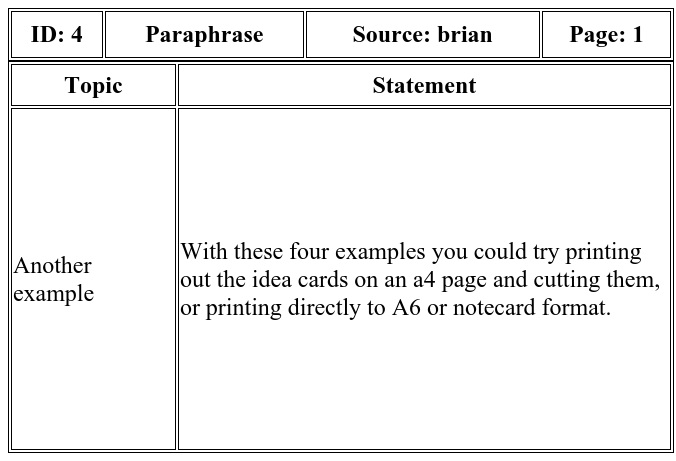 ID: 4 Paraphrase Source: brian Page: 1
Topic Statement
Another
example
With these four examples you could try printing
out the idea cards on an a4 page and cutting them,
or printing directly to A6 or notecard format.